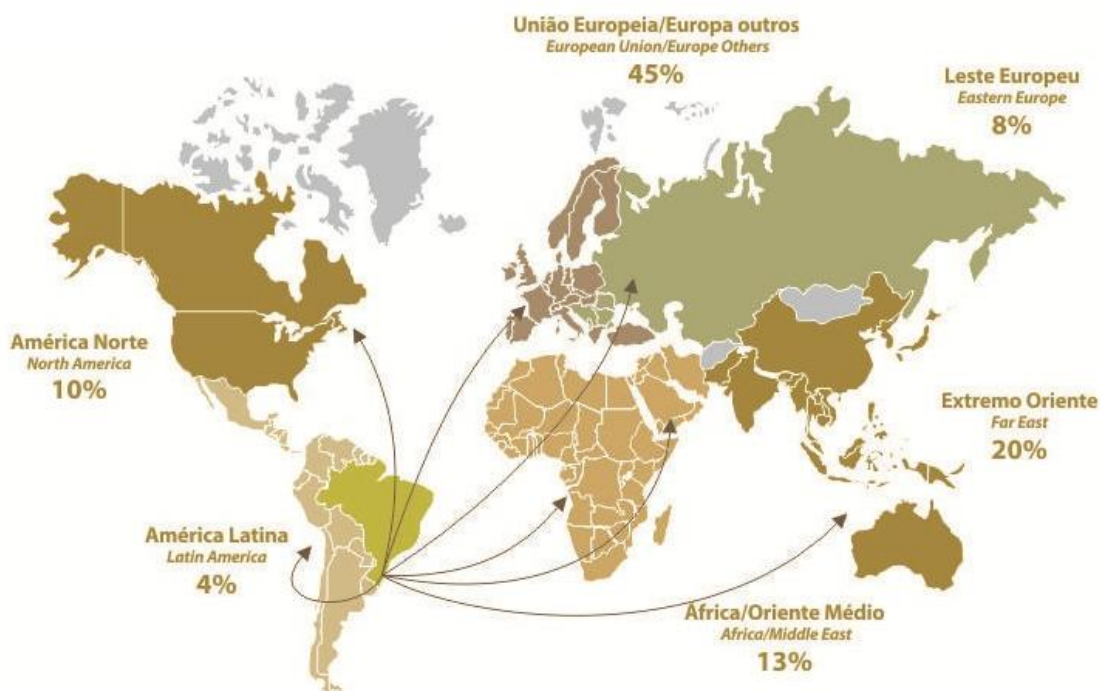 União Europeia/Europa outros
European Union/Europe Others
45%
Leste Europeu
Eastern Europe
8%
América Norte
North America
10%
Extremo Oriente
Far East
20%
América Latina
Latin America
4%
África/Oriente Médio
Africa/Middle East
13%